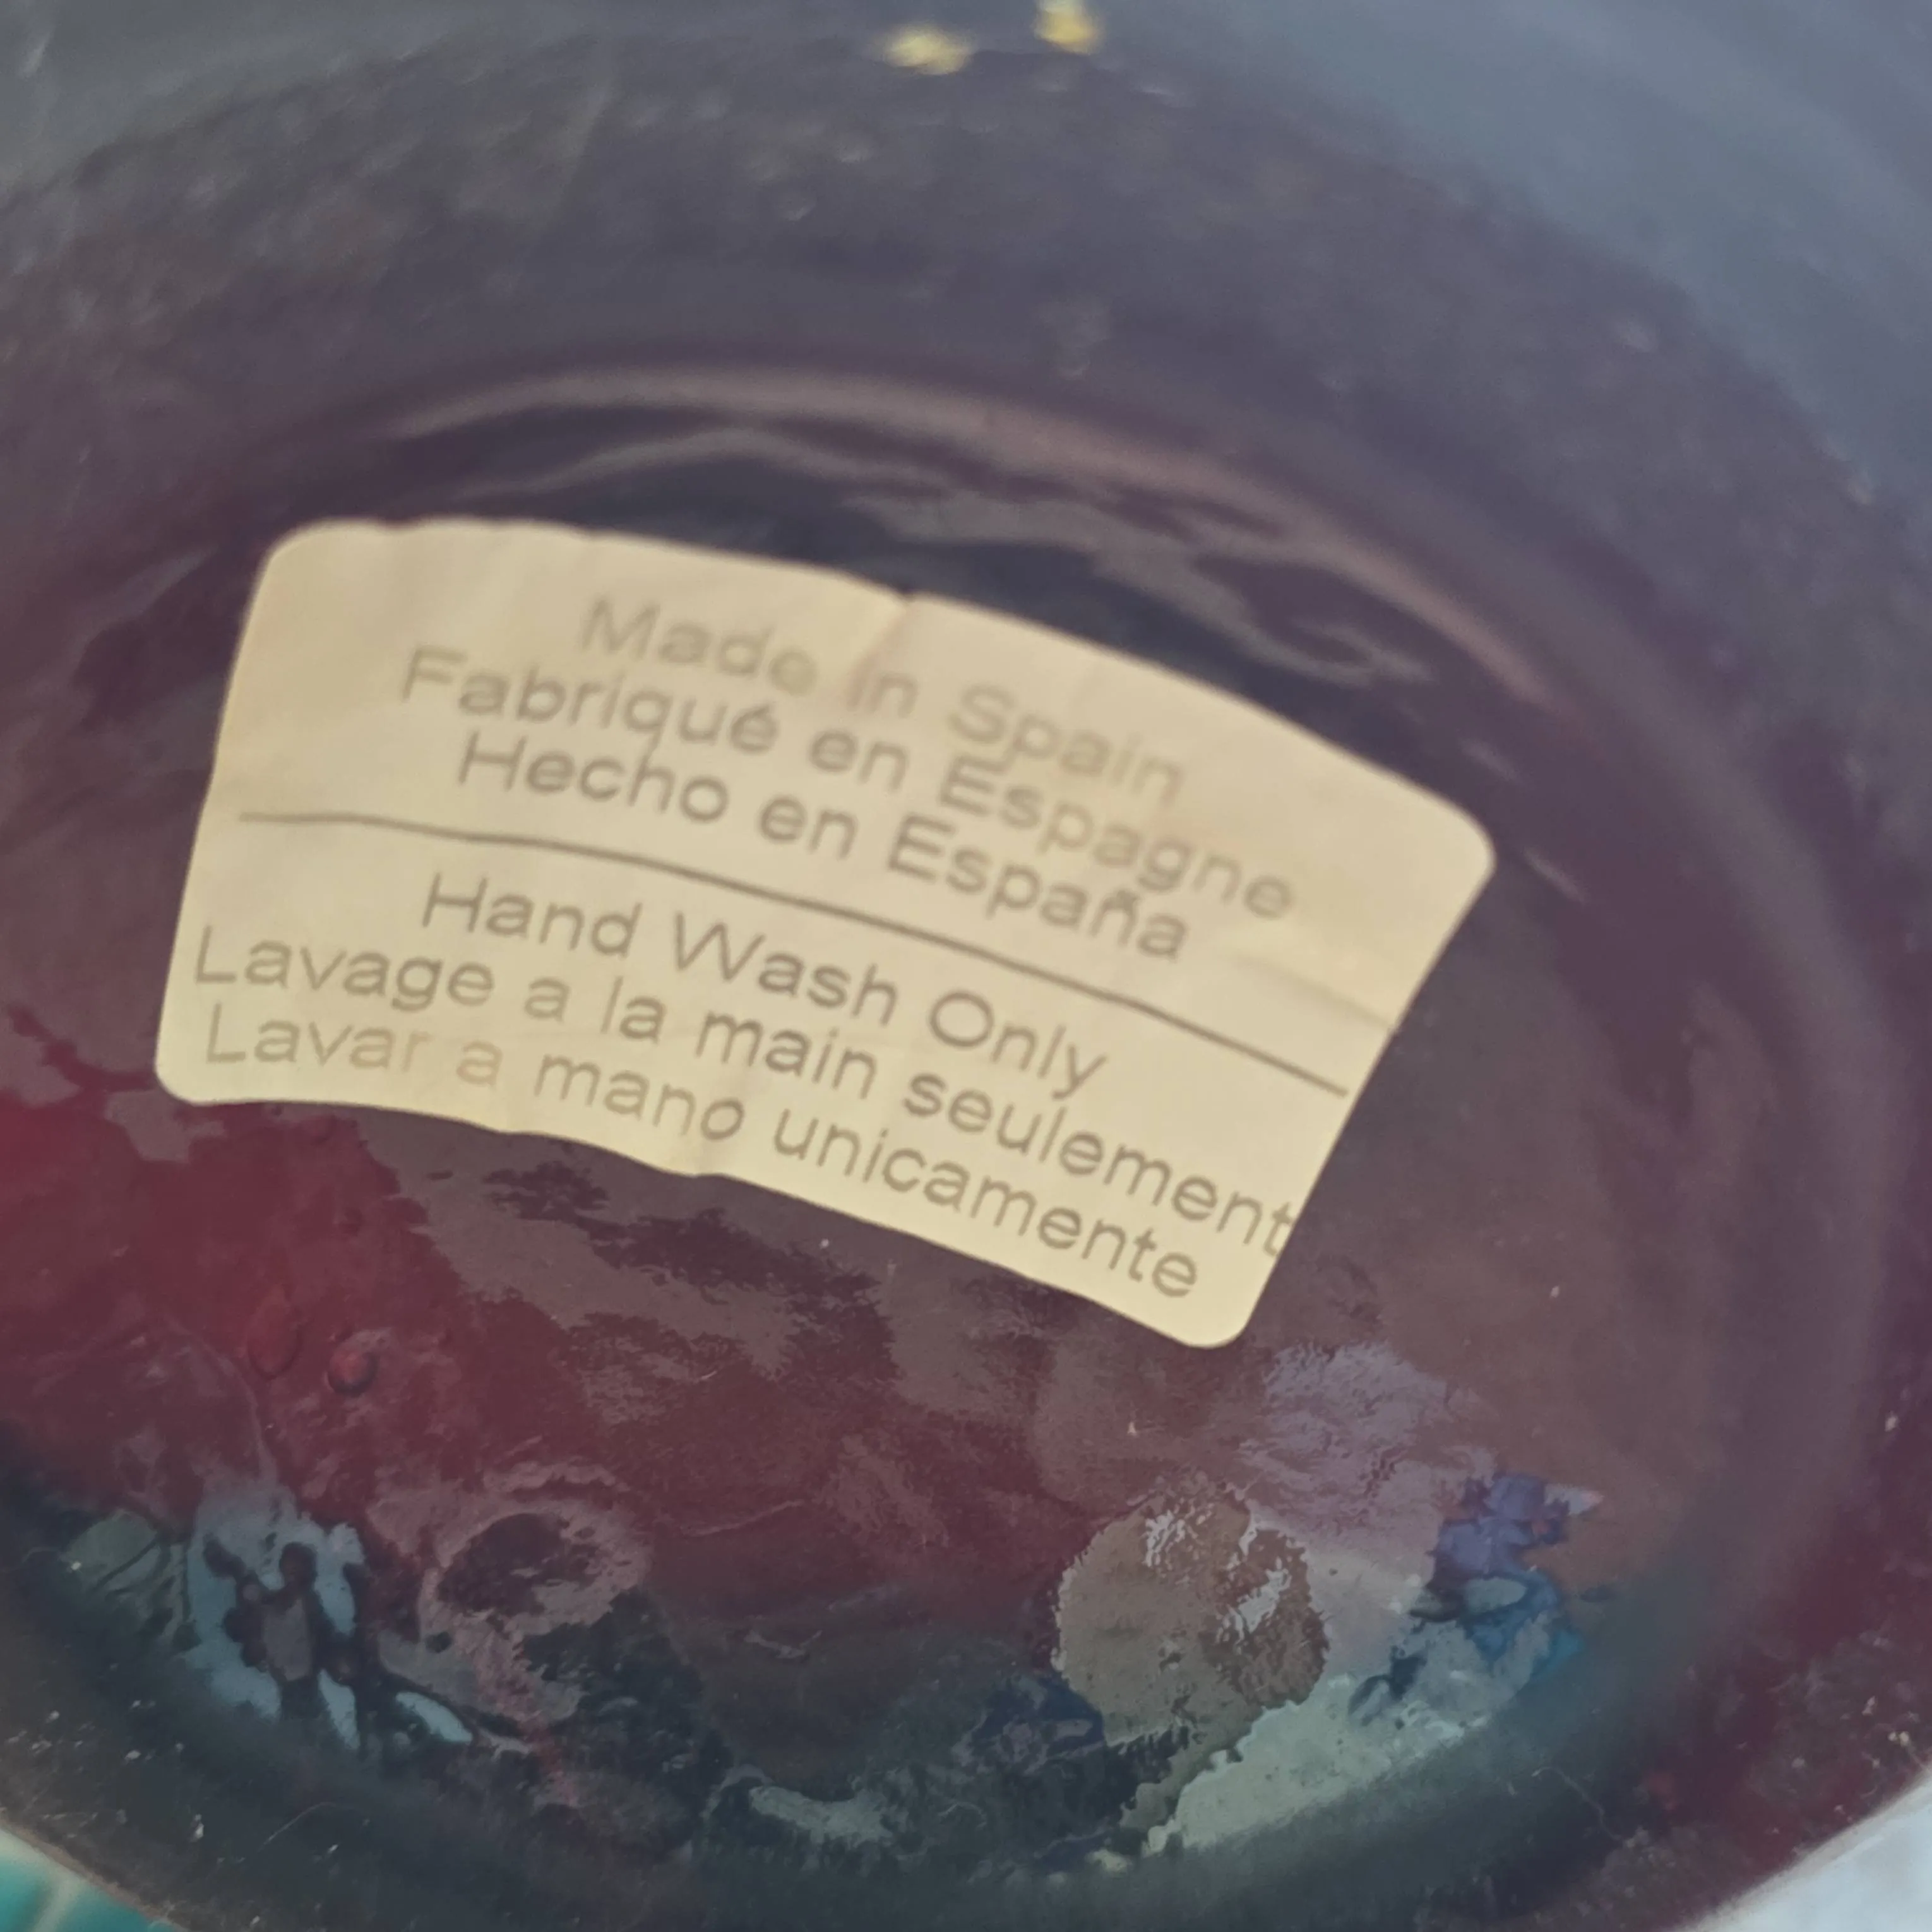 Made in Spain
Fabriqué en Espagne
Hecho en España
Hand Wash Only
Lavage a la main seulement
Lavar a mano unicamente